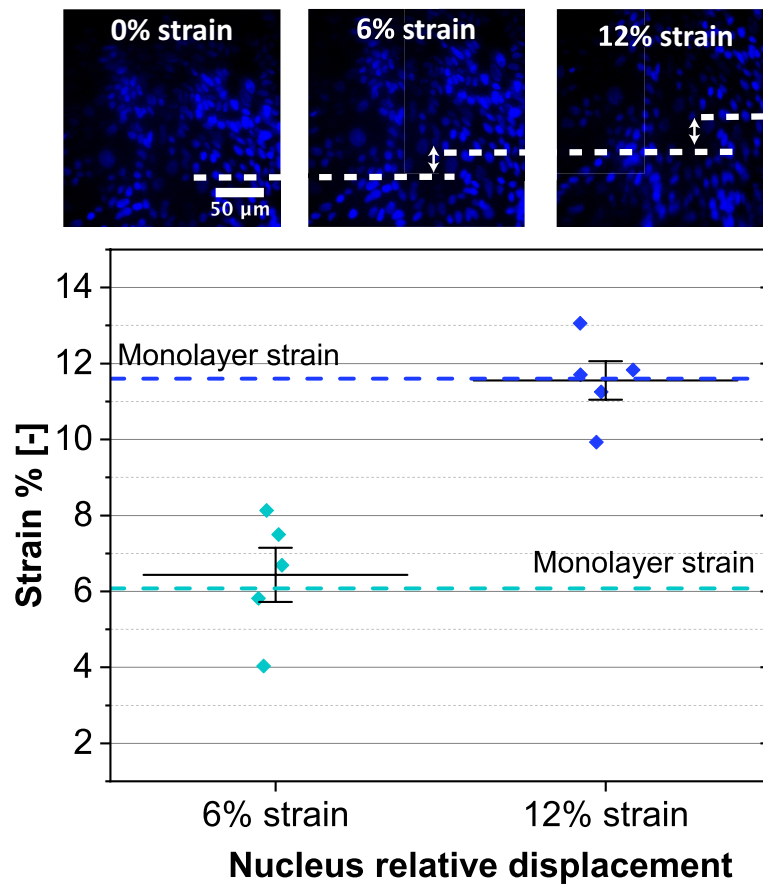 0% strain
6% strain
12% strain
50 µm
14
12
10
8
6
4
2
Strain % [-]
Monolayer strain
Monolayer strain
6% strain
12% strain
Nucleus relative displacement